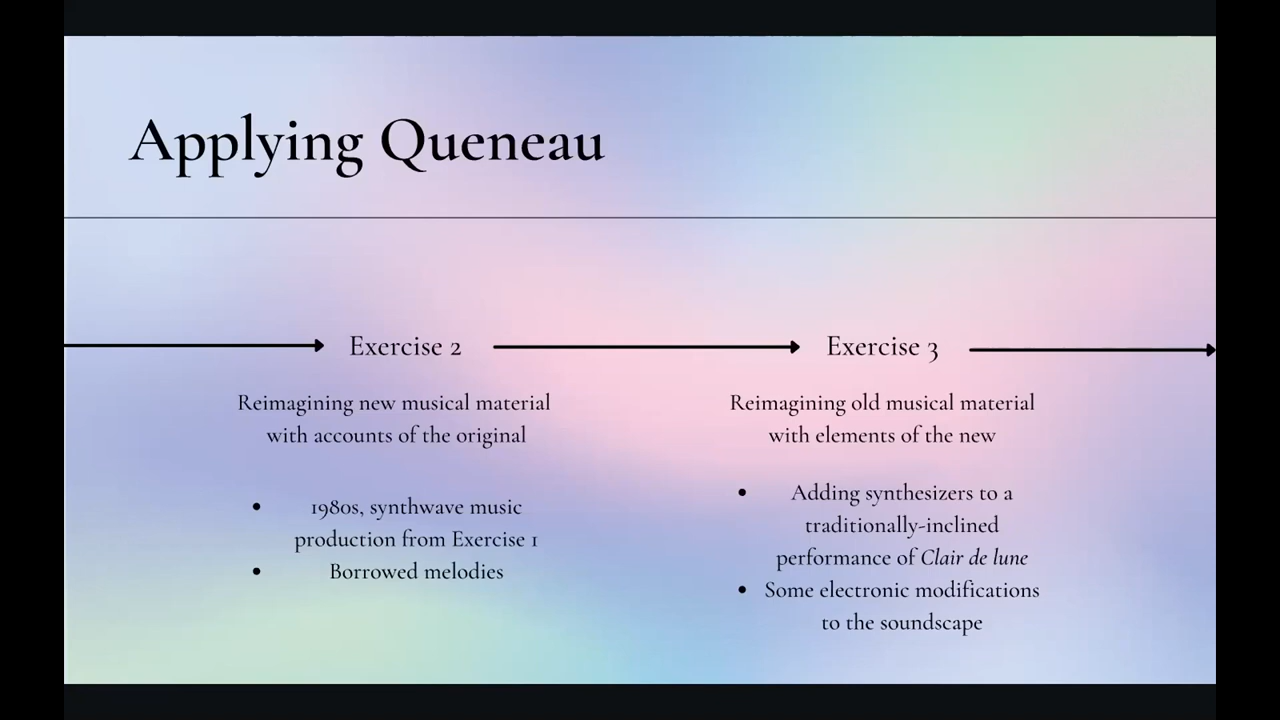 Applying Queneau
Exercise 2
Reimagining new musical material
with accounts of the original
• 1980s, synthwave music
production from Exercise 1
• Borrowed melodies
Exercise 3
Reimagining old musical material
with elements of the new
• Adding synthesizers to a
traditionally-inclined
performance of Clair de lune
• Some electronic modifications
to the soundscape